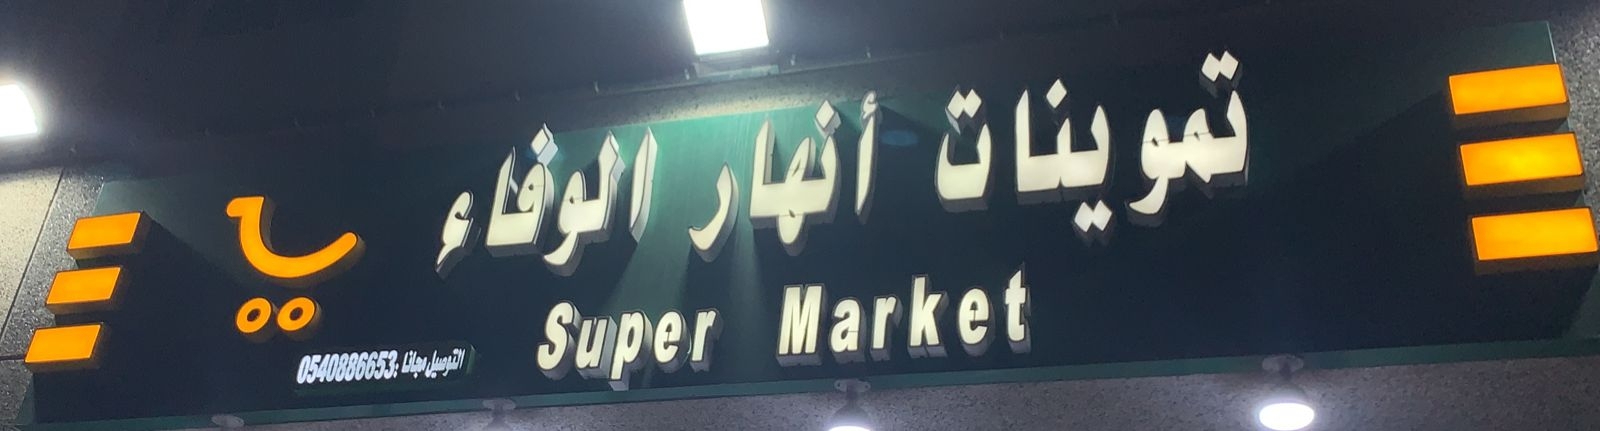 تموينات أنهار الوفاء
Super Market
التوصيل مجانا: 0540886653